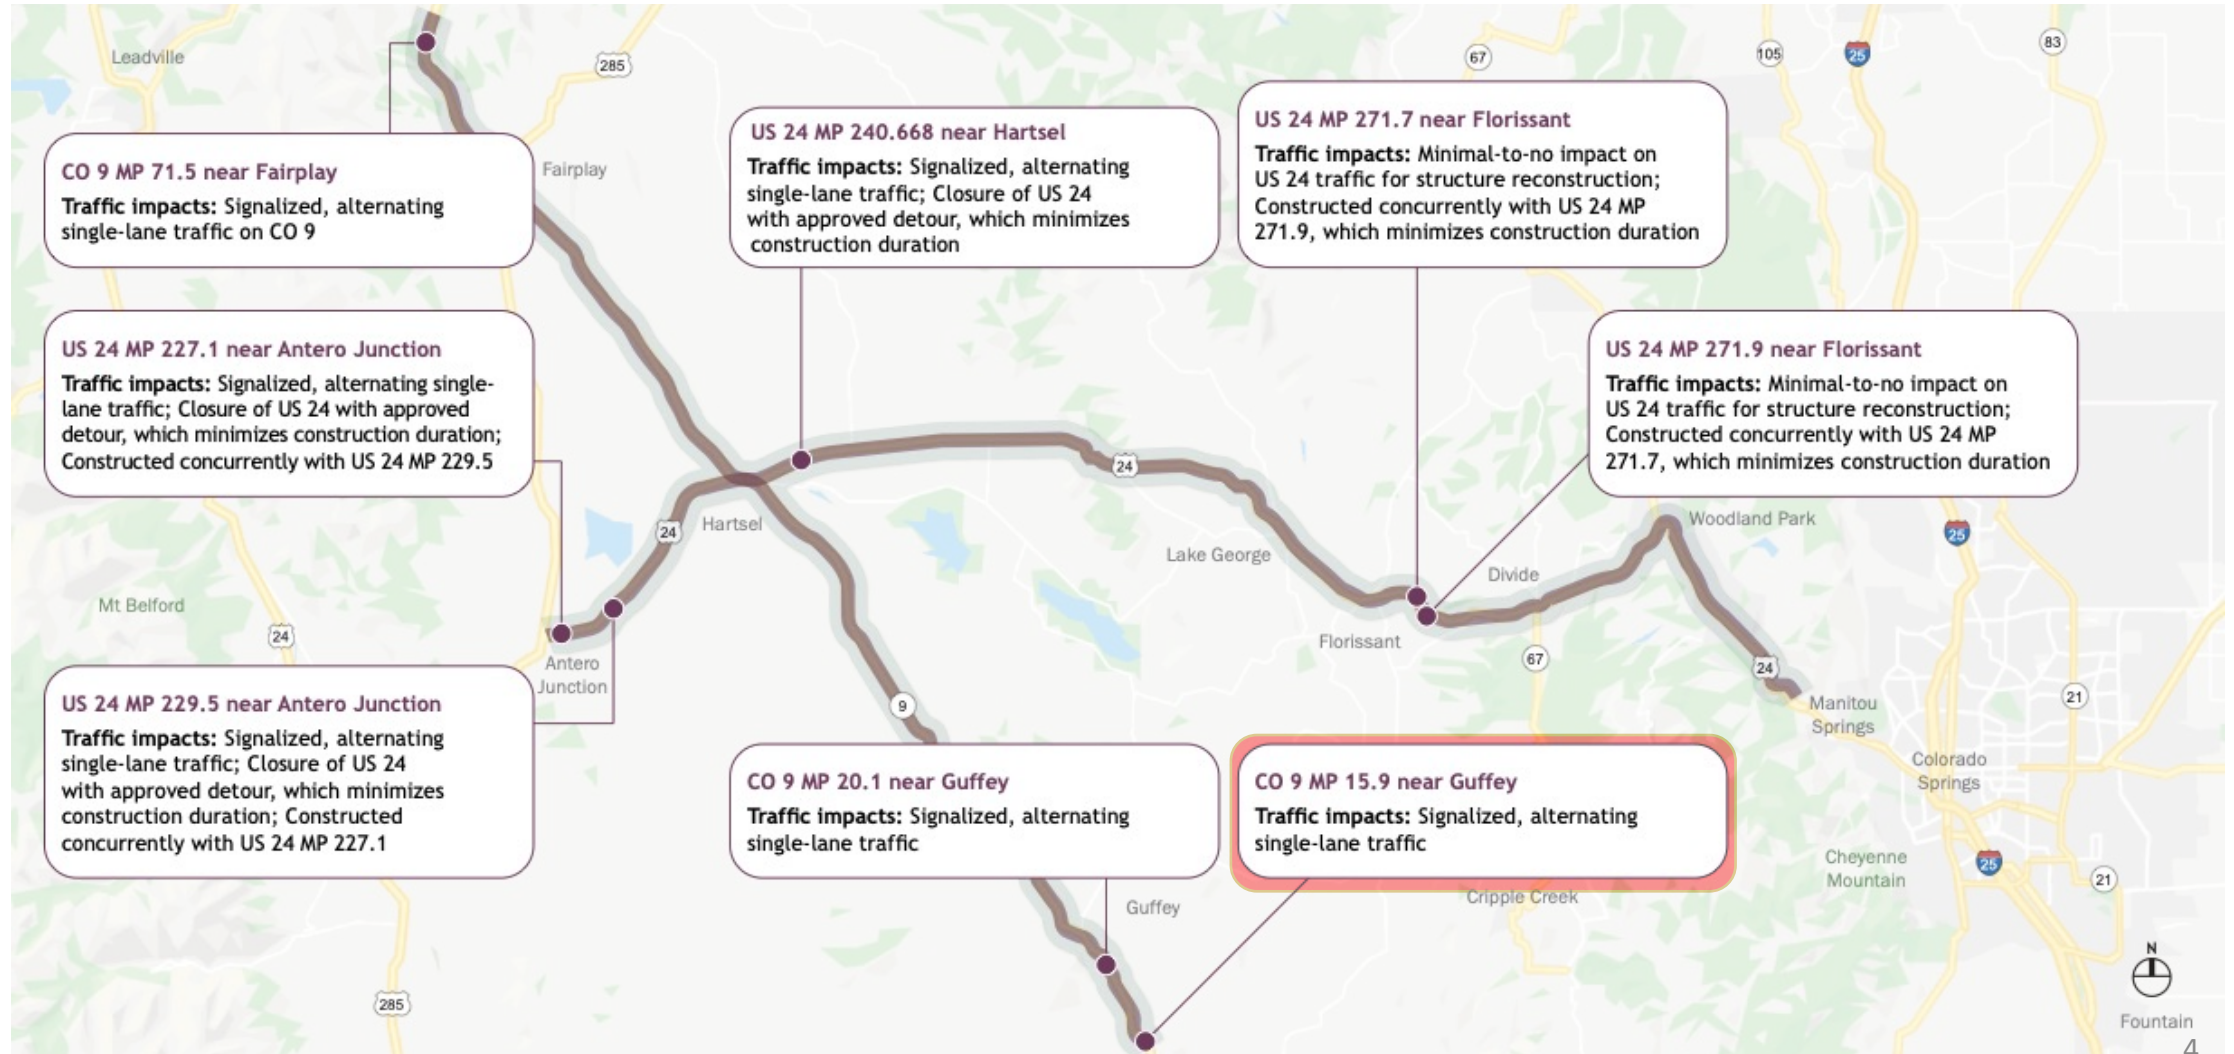 Leadville
285
67
105
25
83
US 24 MP 240.668 near Hartsel
Traffic impacts: Signalized, alternating
single-lane traffic; Closure of US 24
with approved detour, which minimizes
construction duration
US 24 MP 271.7 near Florissant
Traffic impacts: Minimal-to-no impact on
US 24 traffic for structure reconstruction;
Constructed concurrently with US 24 MP
271.9, which minimizes construction duration
CO 9 MP 71.5 near Fairplay
Traffic impacts: Signalized, alternating
single-lane traffic on CO 9
Fairplay
US 24 MP 227.1 near Antero Junction
Traffic impacts: Signalized, alternating single-
lane traffic; Closure of US 24 with approved
detour, which minimizes construction duration;
Constructed concurrently with US 24 MP 229.5
US 24 MP 271.9 near Florissant
Traffic impacts: Minimal-to-no impact on
US 24 traffic for structure reconstruction;
Constructed concurrently with US 24 MP
271.7, which minimizes construction duration
24
Hartsel
24
Lake George
Woodland Park
25
Divide
Mt Belford
24
Florissant
67
Antero
Junction
24
Manitou
Springs
21
9
US 24 MP 229.5 near Antero Junction
Traffic impacts: Signalized, alternating
single-lane traffic; Closure of US 24
with approved detour, which minimizes
construction duration; Constructed
concurrently with US 24 MP 227.1
CO 9 MP 20.1 near Guffey
Traffic impacts: Signalized, alternating
single-lane traffic
CO 9 MP 15.9 near Guffey
Traffic impacts: Signalized, alternating
single-lane traffic
Colorado
Springs
Cheyenne
Mountain
25
21
Cripple Creek
Guffey
285
N
Fountain
4